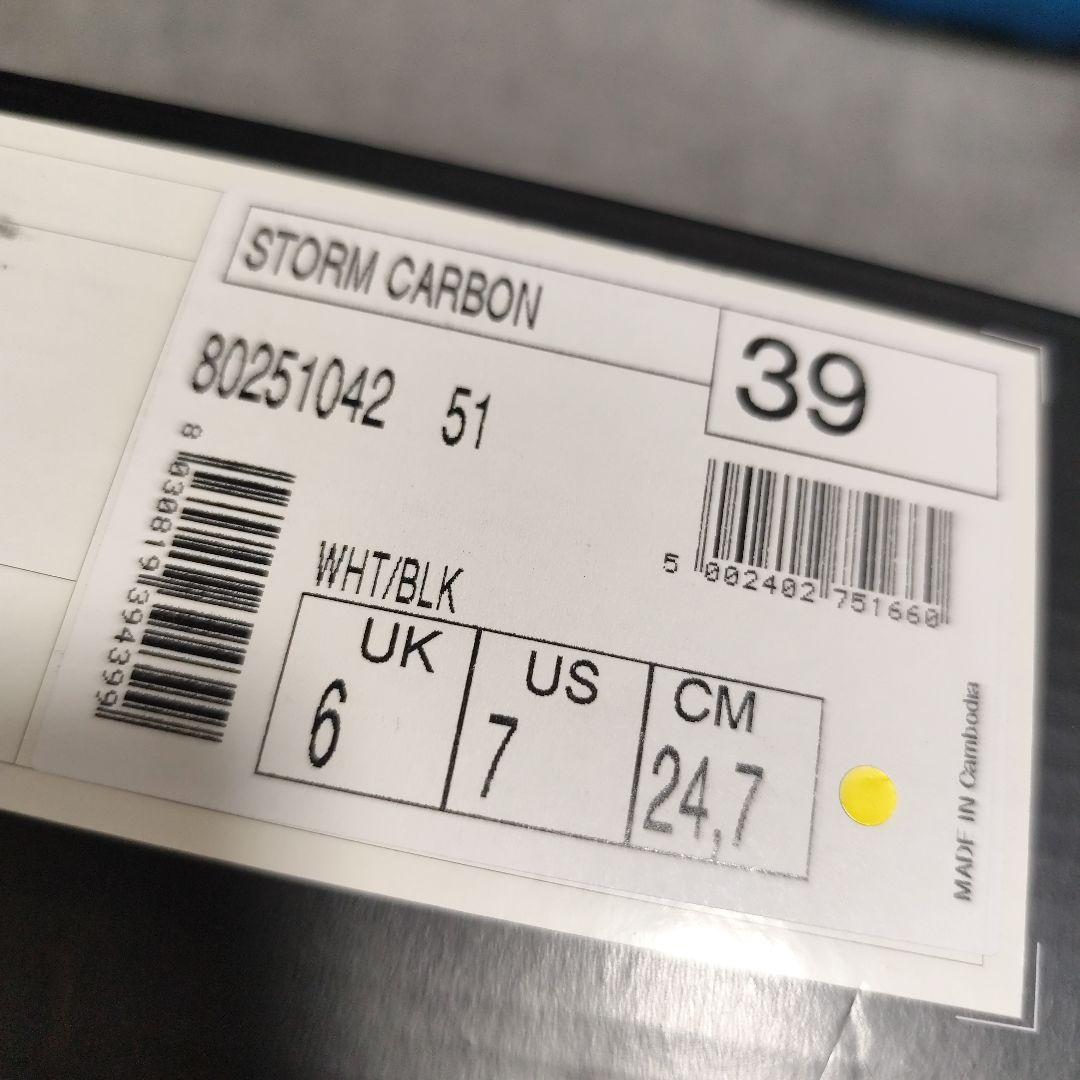 STORM CARBON
39
80251042 51
8 030819 394399
5 002402 751660
WHT/BLK
UK US CM
6 7 24,7
MADE IN Cambodia